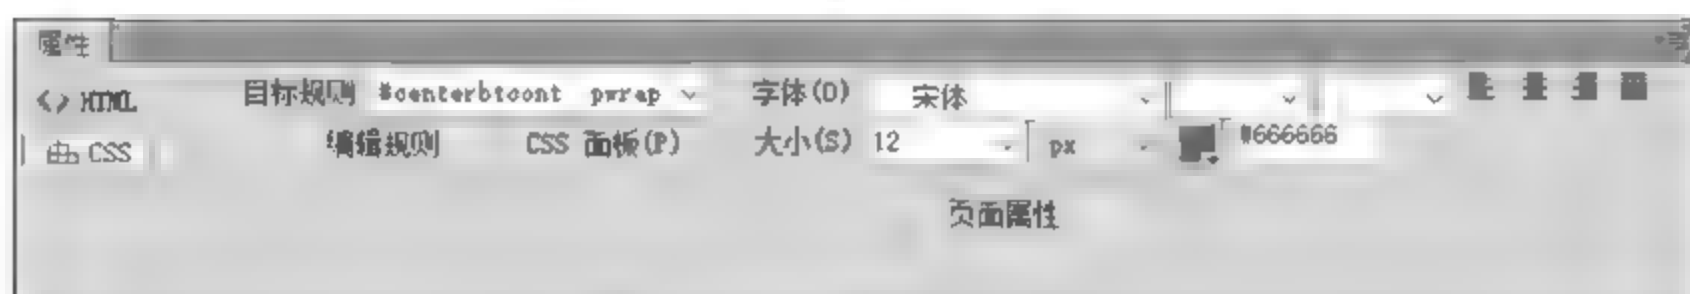 属性
<> HTML 目标规则 #centerbtcont pwrap 字体(O) 宋体
CSS 编辑规则 CSS 面板(P) 大小(S) 12 px #666666
页面属性